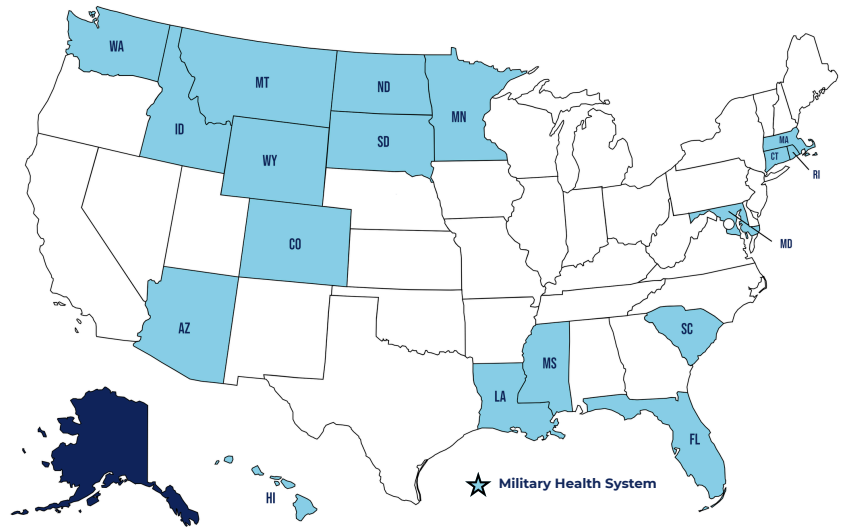 WA
MT
ND
MN
ID
SD
WY
MA
CT
RI
CO
MD
AZ
SC
MS
LA
FL
HI
Military Health System